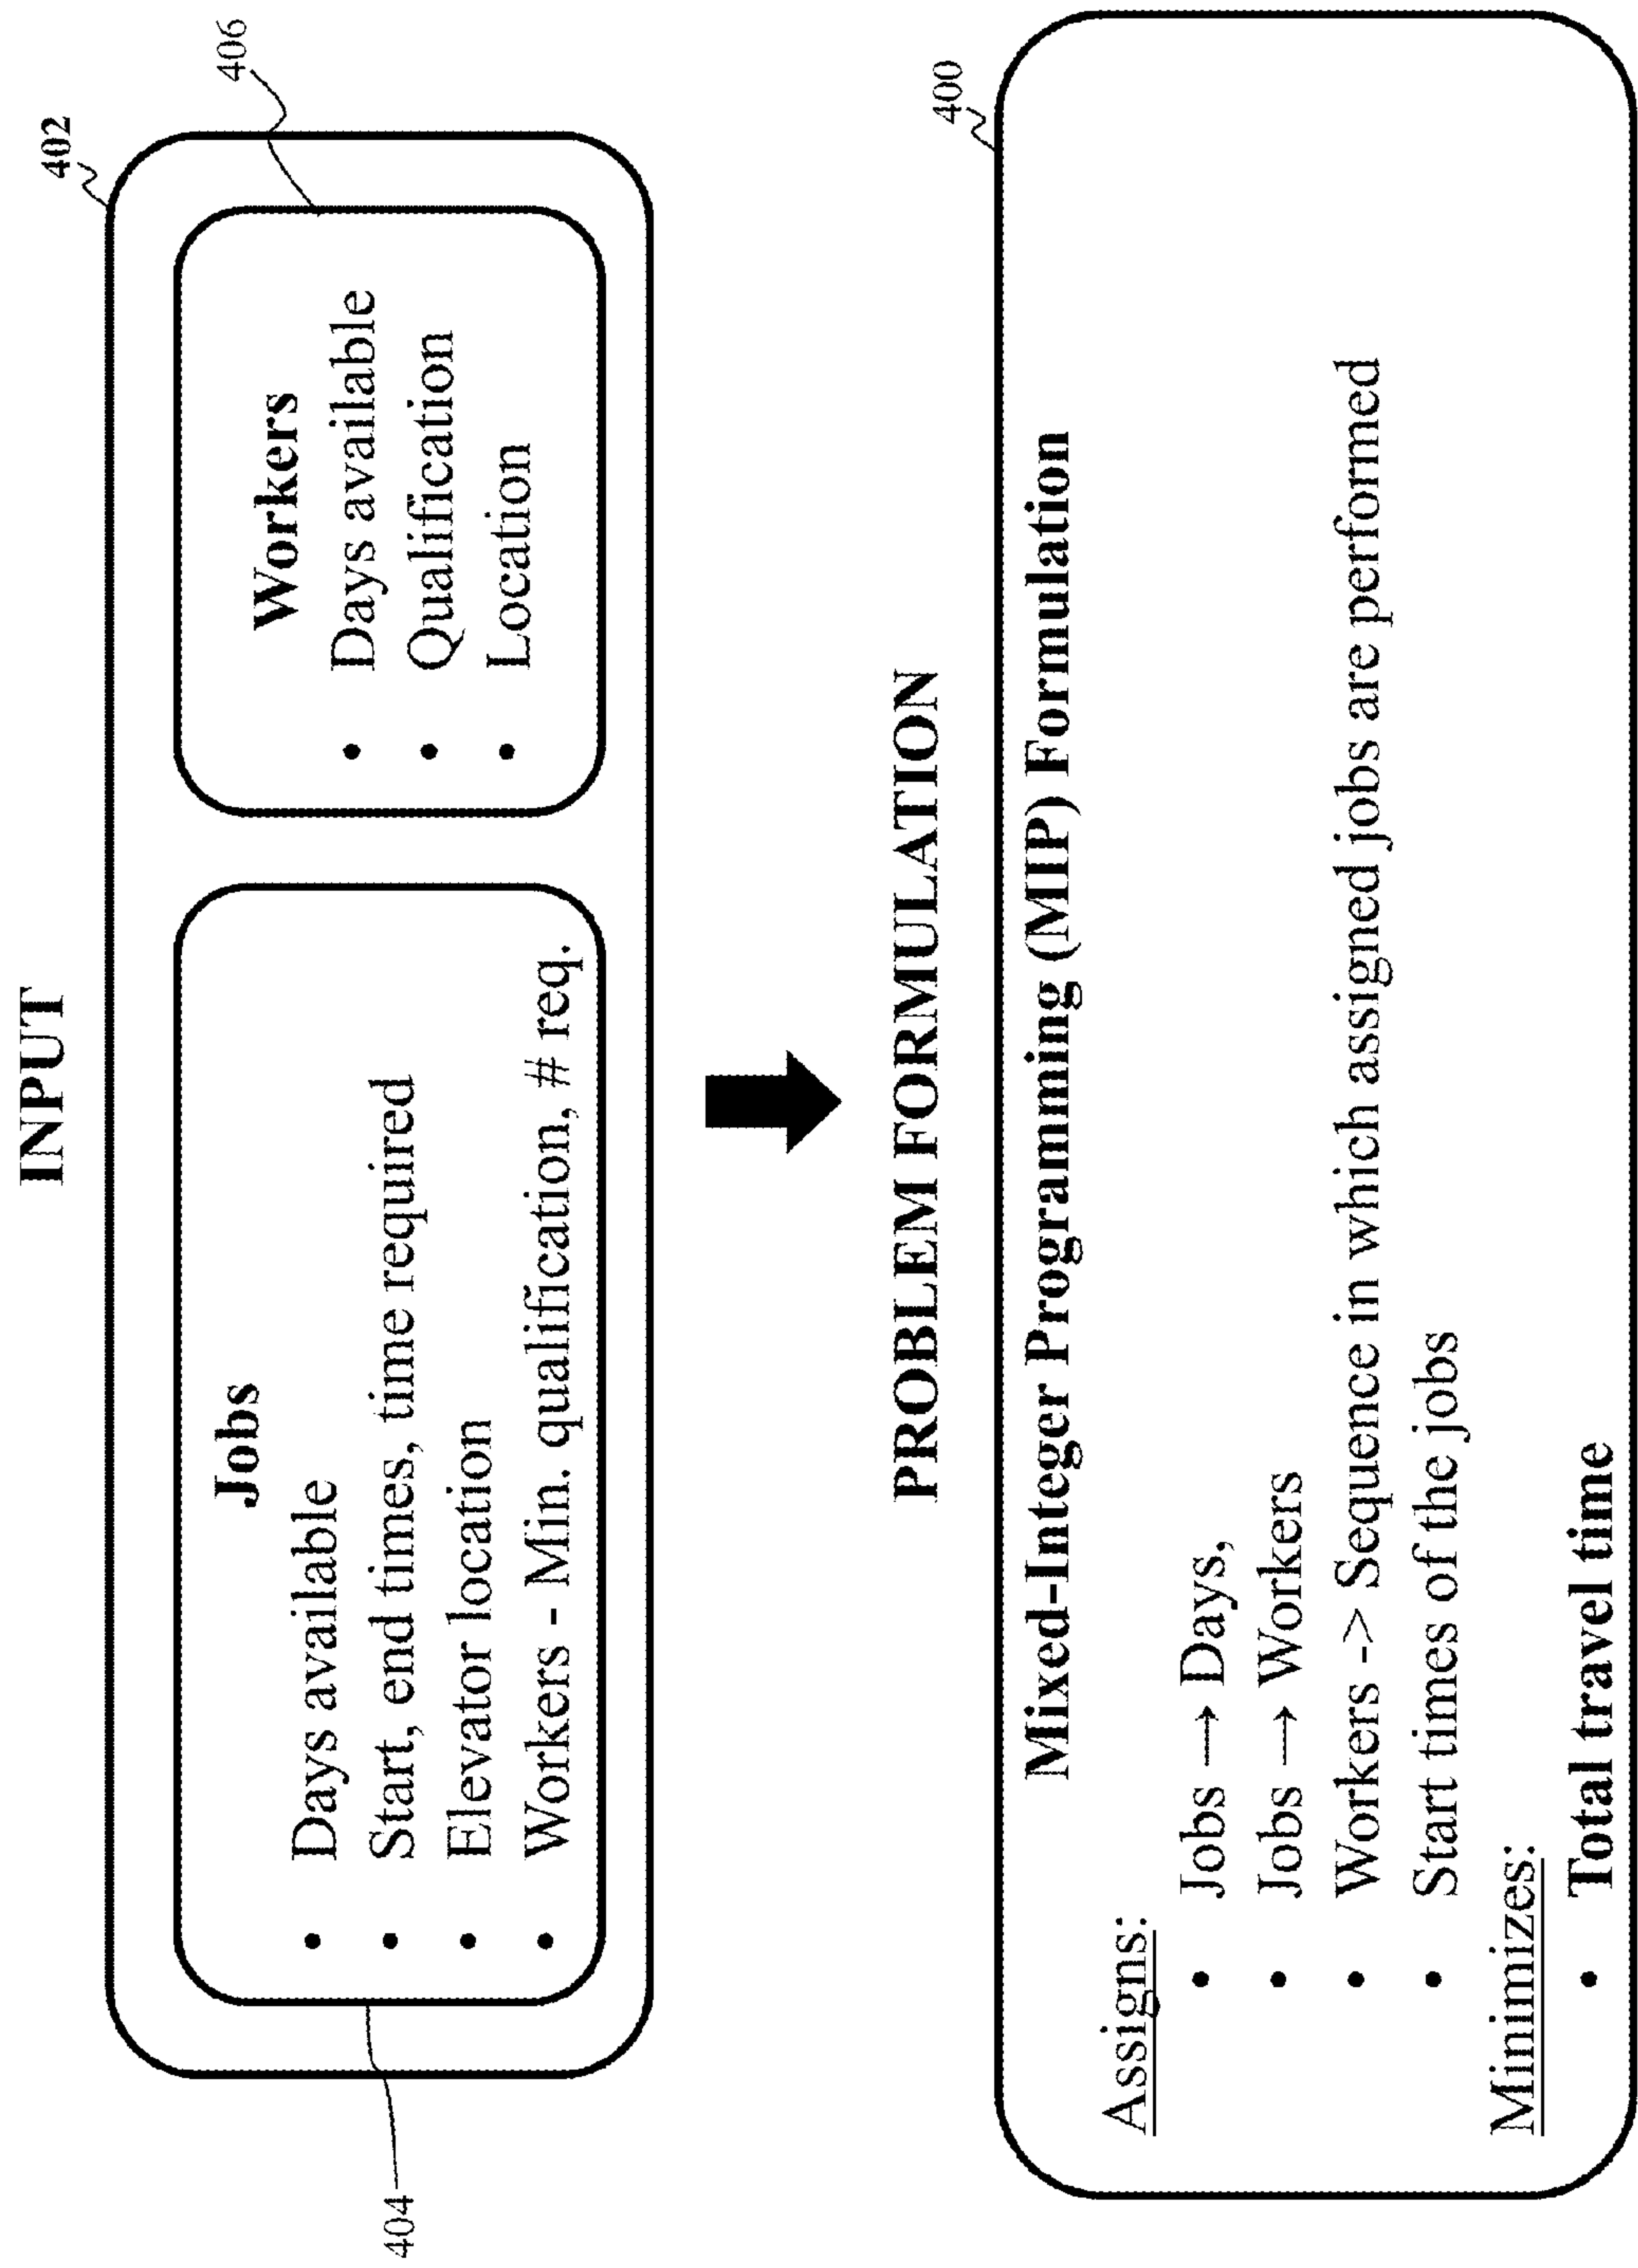 INPUT
402
404
406
Jobs
• Days available
• Start, end times, time required
• Elevator location
• Workers - Min. qualification, # req.
Workers
• Days available
• Qualification
• Location
PROBLEM FORMULATION
400
Mixed-Integer Programming (MIP) Formulation
Assigns:
• Jobs → Days,
• Jobs → Workers
• Workers -> Sequence in which assigned jobs are performed
• Start times of the jobs
Minimizes:
• Total travel time